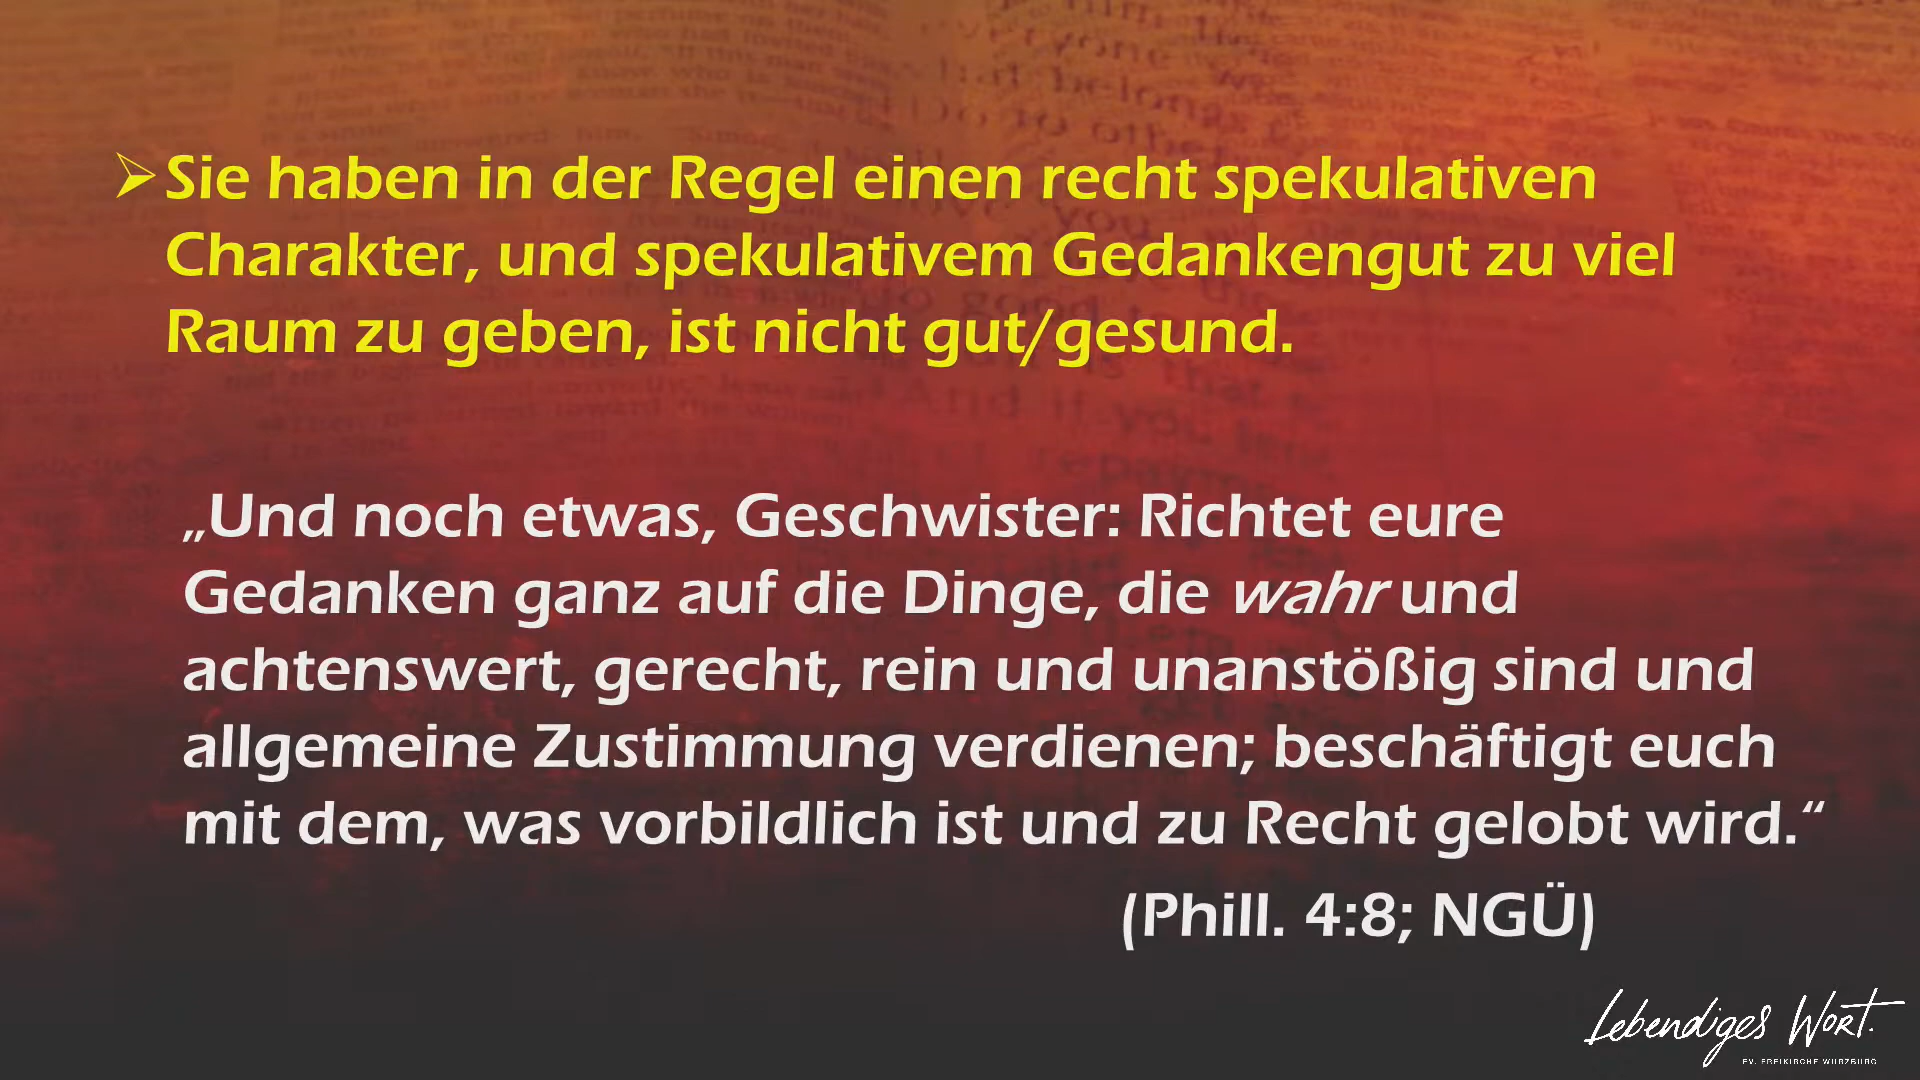 ➢Sie haben in der Regel einen recht spekulativen
Charakter, und spekulativem Gedankengut zu viel
Raum zu geben, ist nicht gut/gesund.
„Und noch etwas, Geschwister: Richtet eure
Gedanken ganz auf die Dinge, die wahr und
achtenswert, gerecht, rein und unanstößig sind und
allgemeine Zustimmung verdienen; beschäftigt euch
mit dem, was vorbildlich ist und zu Recht gelobt wird.“
(Phill. 4:8; NGÜ)
Lebendiges Wort.
EV. FREIKIRCHE WÜRZBURG